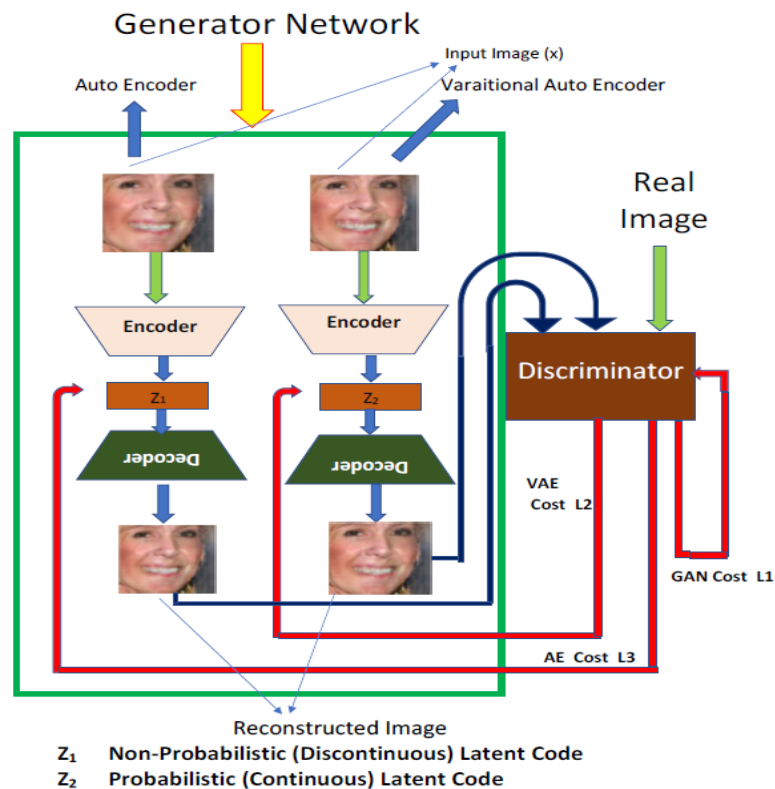 Generator Network
Input Image (x)
Auto Encoder
Varaitional Auto Encoder
Real
Image
Encoder
Encoder
Discriminator
Z₁
Z₂
Decoder
Decoder
VAE
Cost L2
GAN Cost L1
AE Cost L3
Reconstructed Image
Z₁ Non-Probabilistic (Discontinuous) Latent Code
Z₂ Probabilistic (Continuous) Latent Code